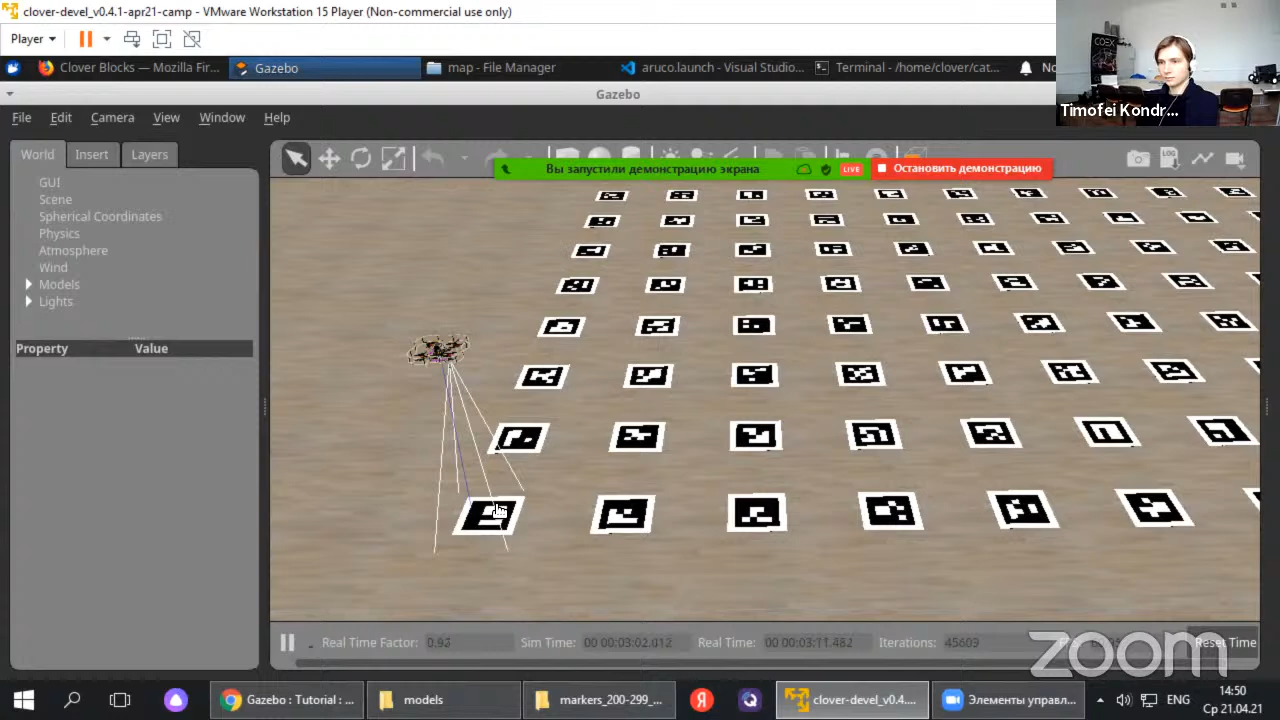 clover-devel_v0.4.1-apr21-camp - VMware Workstation 15 Player (Non-commercial use only)
Player
Clover Blocks — Mozilla Fir...
Gazebo
map - File Manager
aruco.launch - Visual Studio...
Terminal - /home/clover/cat...
COEX
Timofei Kondr...
Gazebo
File Edit Camera View Window Help
World Insert Layers
Вы запустили демонстрацию экрана
LIVE
Остановить демонстрацию
GUI
Scene
Spherical Coordinates
Physics
Atmosphere
Wind
Models
Lights
Property Value
Real Time Factor: Sim Time: 00 00:03:02.012 Real Time: 00 00:03:11.482 Iterations: 45609 Reset Time
zoom
Gazebo : Tutorial : ...
models
markers_200-299_...
Я
clover-devel_v0.4....
Элементы управл...
ENG
14:50
Ср 21.04.21